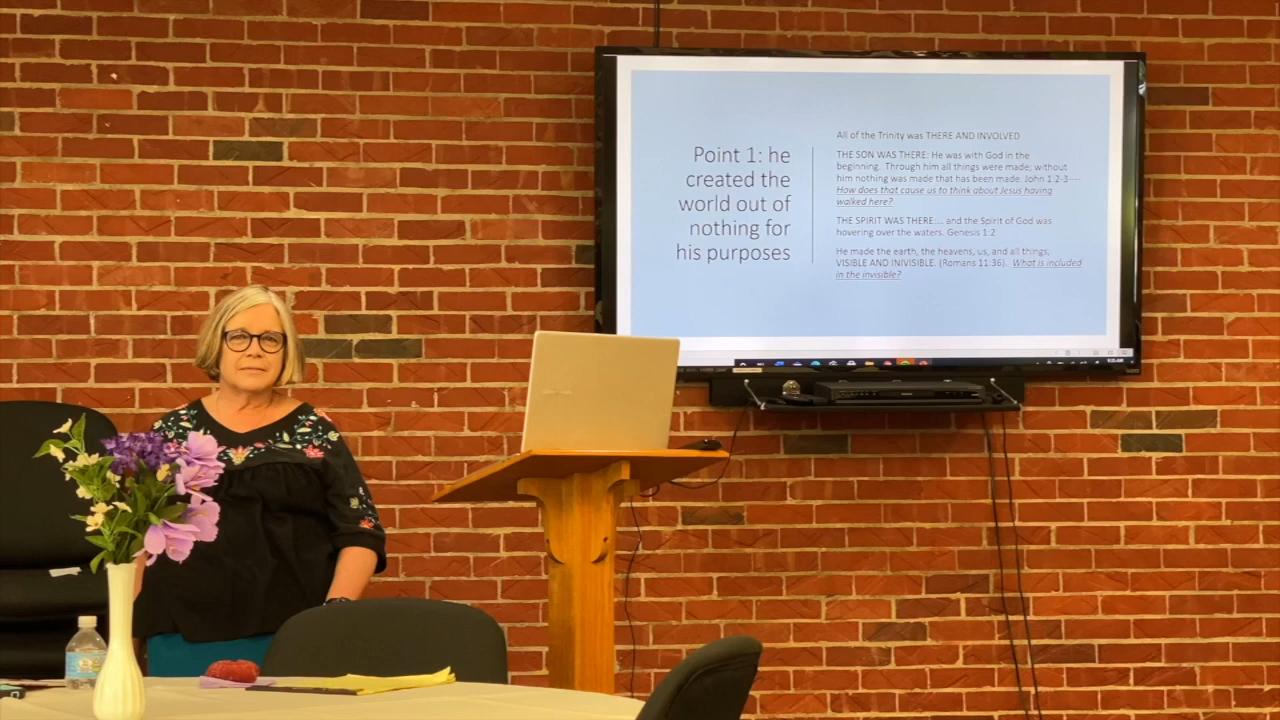 Point 1: he
created the
world out of
nothing for
his purposes
All of the Trinity was THERE AND INVOLVED
THE SON WAS THERE: He was with God in the
beginning. Through him all things were made; without
him nothing was made that has been made. John 1:2-3----
How does that cause us to think about Jesus having
walked here?
THE SPIRIT WAS THERE:... and the Spirit of God was
hovering over the waters. Genesis 1:2
He made the earth, the heavens, us, and all things,
VISIBLE AND INIVISIBLE. (Romans 11:36). What is included
in the invisible?